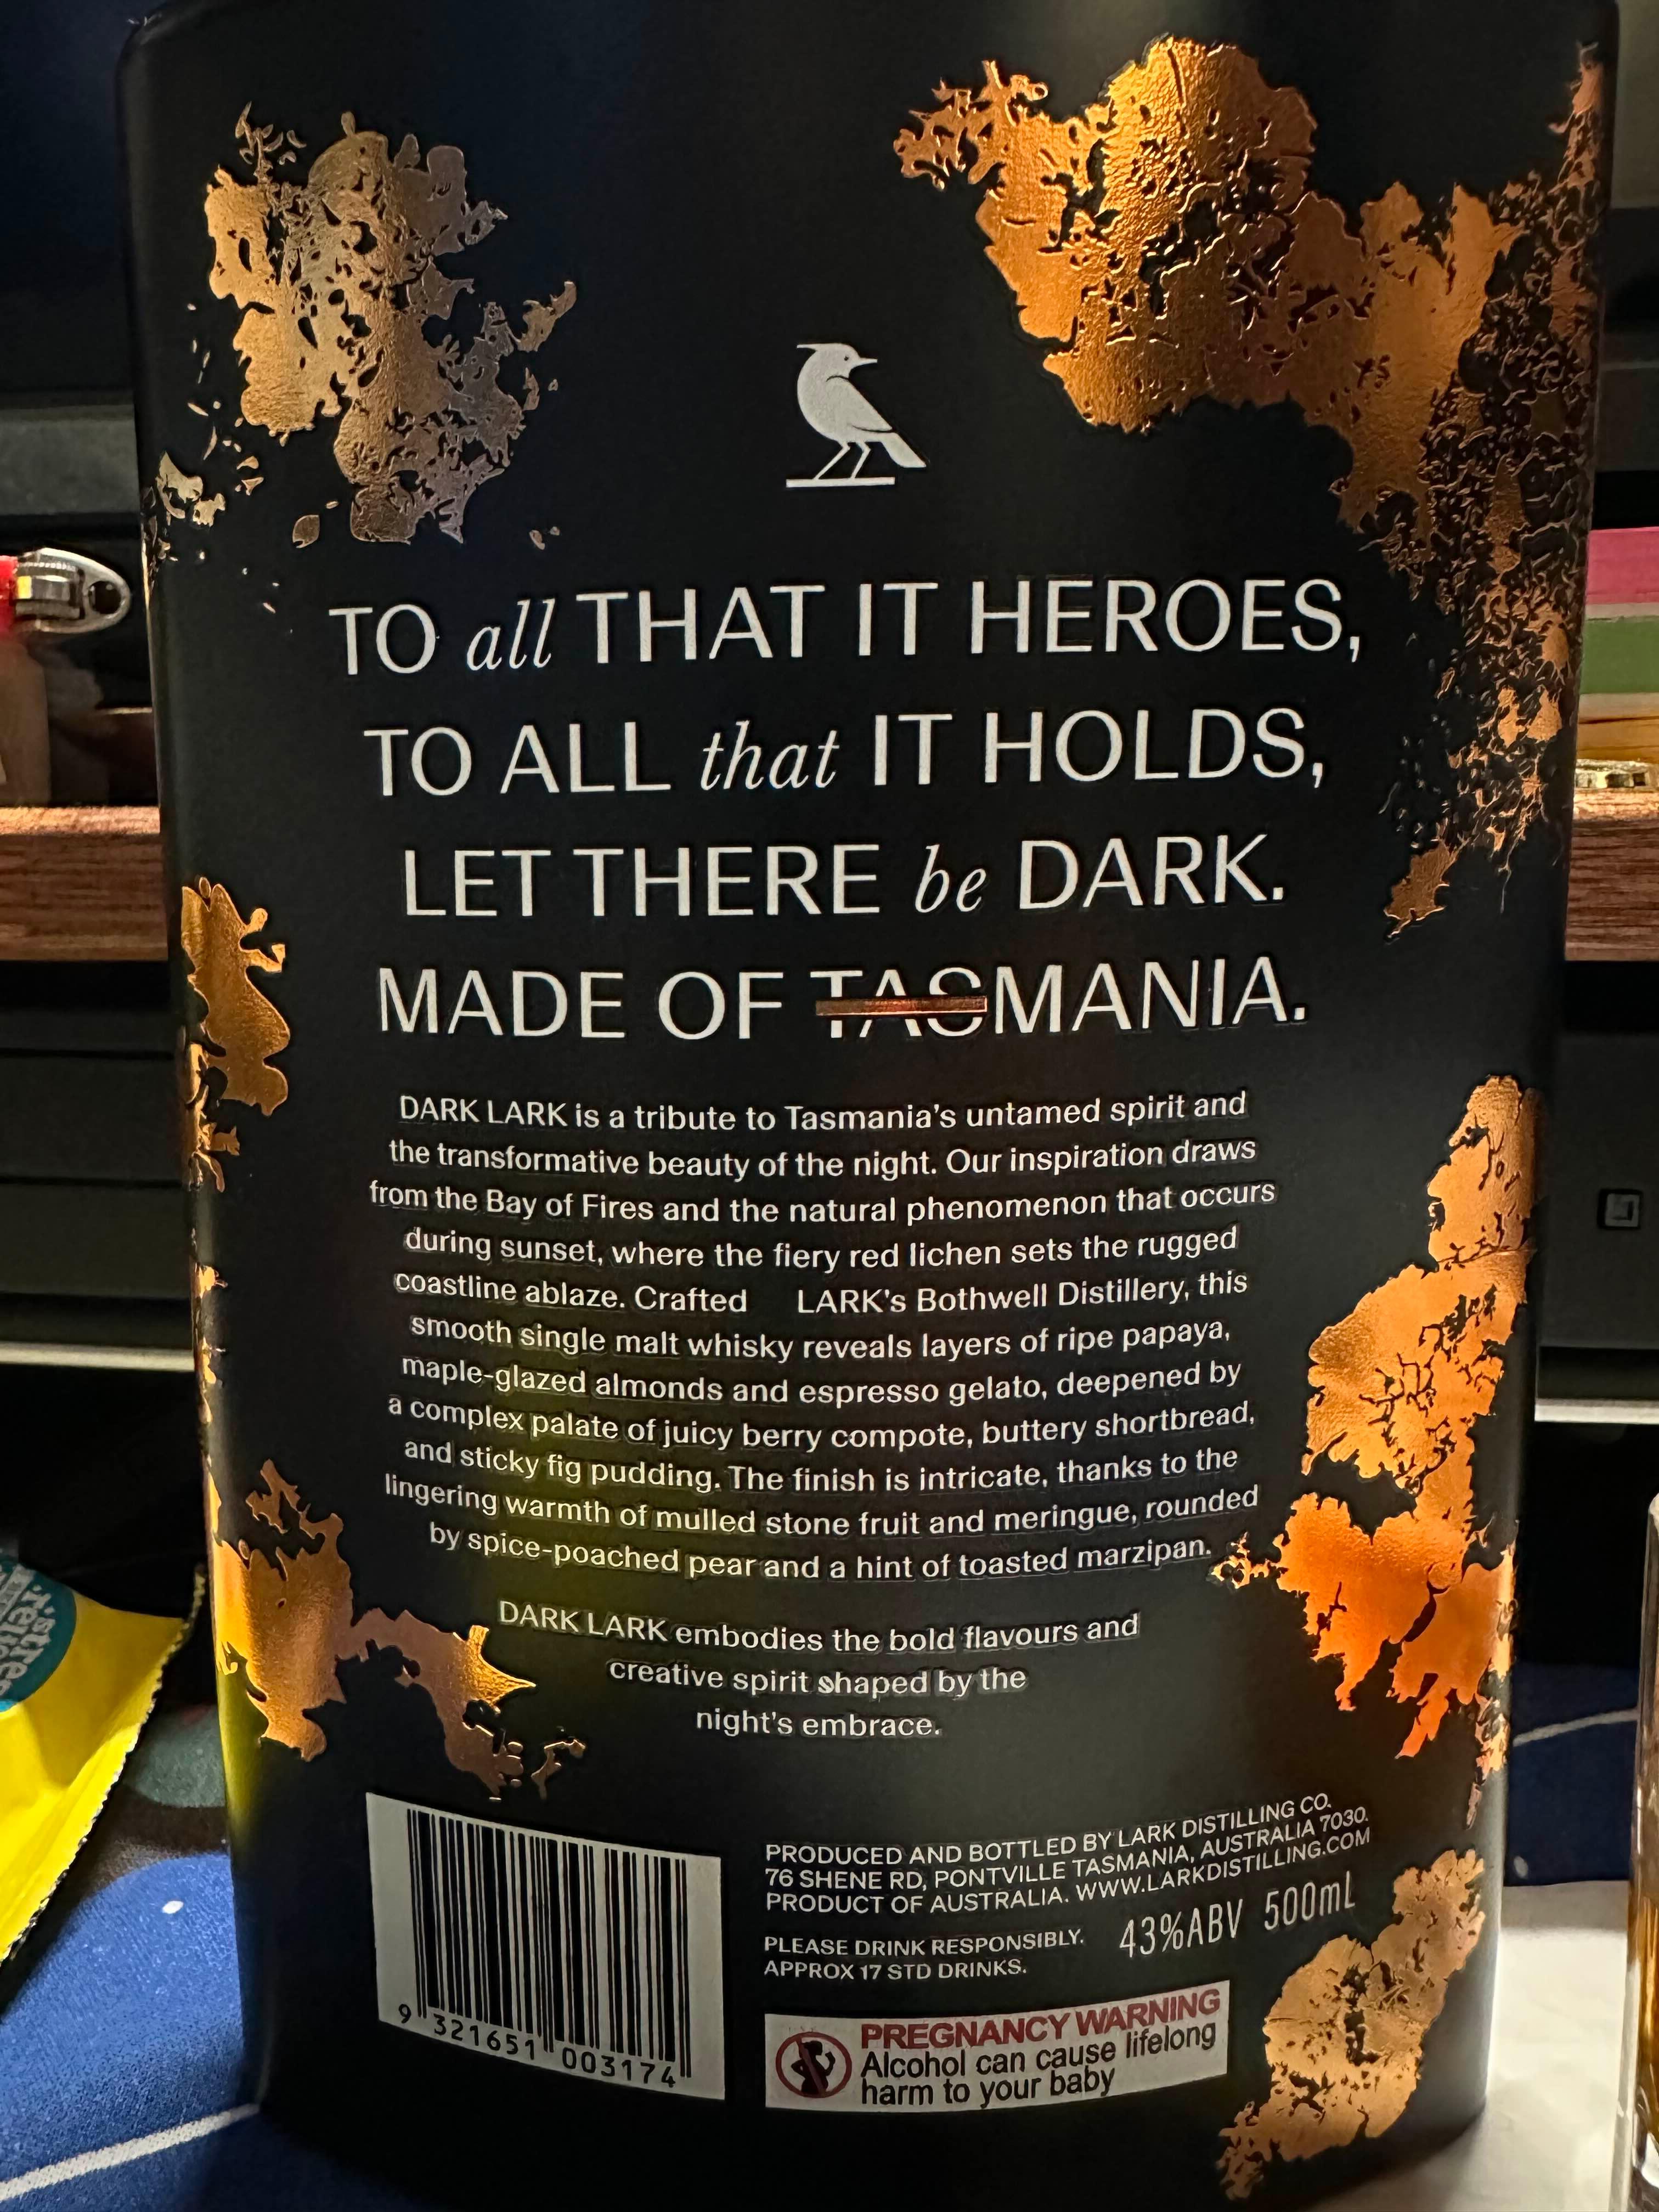 TO all THAT IT HEROES,
TO ALL that IT HOLDS,
LET THERE be DARK.
MADE OF TASMANIA.
DARK LARK is a tribute to Tasmania's untamed spirit and
the transformative beauty of the night. Our inspiration draws
from the Bay of Fires and the natural phenomenon that occurs
during sunset, where the fiery red lichen sets the rugged
coastline ablaze. Crafted LARK's Bothwell Distillery, this
smooth single malt whisky reveals layers of ripe papaya,
maple-glazed almonds and espresso gelato, deepened by
a complex palate of juicy berry compote, buttery shortbread,
and sticky fig pudding. The finish is intricate, thanks to the
lingering warmth of mulled stone fruit and meringue, rounded
by spice-poached pear and a hint of toasted marzipan.
DARK LARK embodies the bold flavours and
creative spirit shaped by the
night's embrace.
PRODUCED AND BOTTLED BY LARK DISTILLING CO.
76 SHENE RD, PONTVILLE TASMANIA, AUSTRALIA 7030.
PRODUCT OF AUSTRALIA. WWW.LARKDISTILLING.COM
PLEASE DRINK RESPONSIBLY.
APPROX 17 STD DRINKS.
43%ABV 500mL
9 321651 003174
PREGNANCY WARNING
Alcohol can cause lifelong
harm to your baby